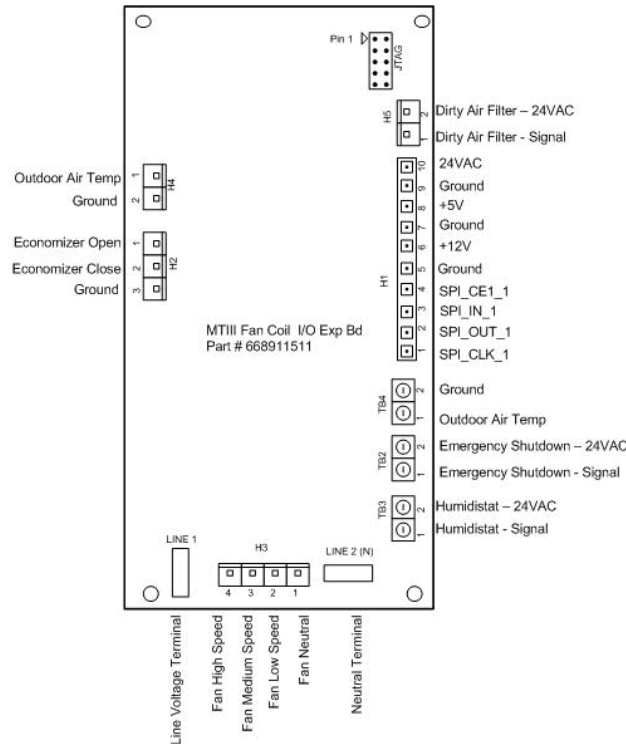 Pin 1
JTAG
H5
2 Dirty Air Filter – 24VAC
1 Dirty Air Filter - Signal
Outdoor Air Temp 1
Ground 2
H4
Economizer Open 1
Economizer Close 2
Ground 3
H2
H1
10 24VAC
9 Ground
8 +5V
7 Ground
6 +12V
5 Ground
4 SPI_CE1_1
3 SPI_IN_1
2 SPI_OUT_1
1 SPI_CLK_1
MTIII Fan Coil I/O Exp Bd
Part # 668911511
TB4
2 Ground
1 Outdoor Air Temp
TB2
2 Emergency Shutdown – 24VAC
1 Emergency Shutdown - Signal
TB3
2 Humidistat – 24VAC
1 Humidistat - Signal
LINE 1
H3
LINE 2 (N)
4 3 2 1
Line Voltage Terminal
Fan High Speed
Fan Medium Speed
Fan Low Speed
Fan Neutral
Neutral Terminal